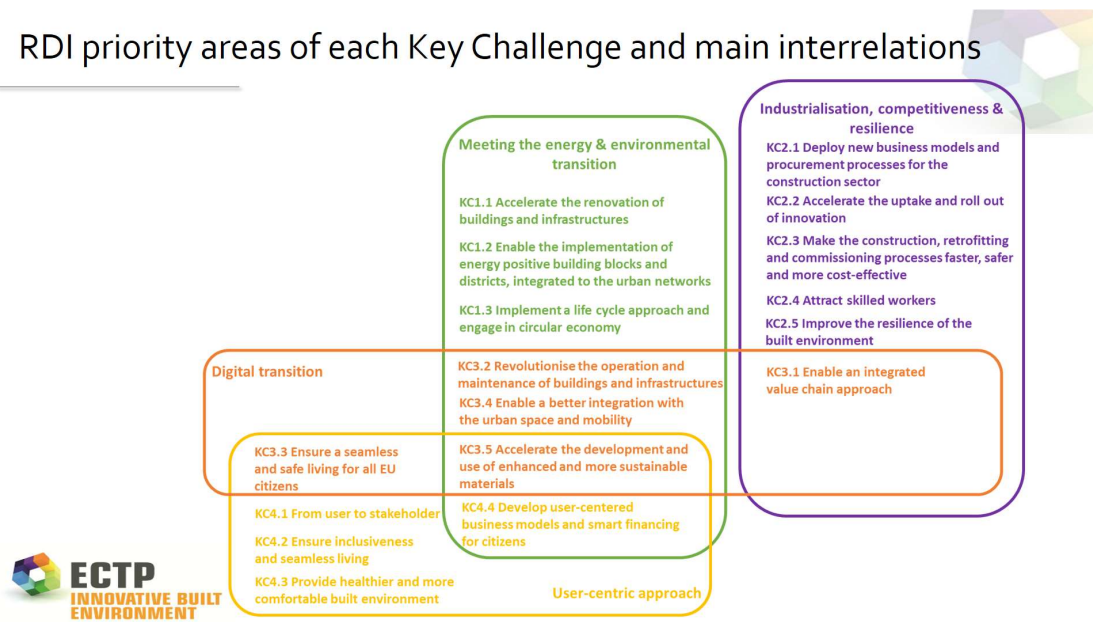 RDI priority areas of each Key Challenge and main interrelations
Industrialisation, competitiveness &
resilience
KC2.1 Deploy new business models and
procurement processes for the
construction sector
KC2.2 Accelerate the uptake and roll out
of innovation
KC2.3 Make the construction, retrofitting
and commissioning processes faster, safer
and more cost-effective
KC2.4 Attract skilled workers
KC2.5 Improve the resilience of the
built environment
Meeting the energy & environmental
transition
KC1.1 Accelerate the renovation of
buildings and infrastructures
KC1.2 Enable the implementation of
energy positive building blocks and
districts, integrated to the urban networks
KC1.3 Implement a life cycle approach and
engage in circular economy
Digital transition
KC3.2 Revolutionise the operation and
maintenance of buildings and infrastructures
KC3.4 Enable a better integration with
the urban space and mobility
KC3.1 Enable an integrated
value chain approach
KC3.3 Ensure a seamless
and safe living for all EU
citizens
KC3.5 Accelerate the development and
use of enhanced and more sustainable
materials
KC4.1 From user to stakeholder
KC4.2 Ensure inclusiveness
and seamless living
KC4.3 Provide healthier and more
comfortable built environment
KC4.4 Develop user-centered
business models and smart financing
for citizens
User-centric approach
ECTP
INNOVATIVE BUILT
ENVIRONMENT